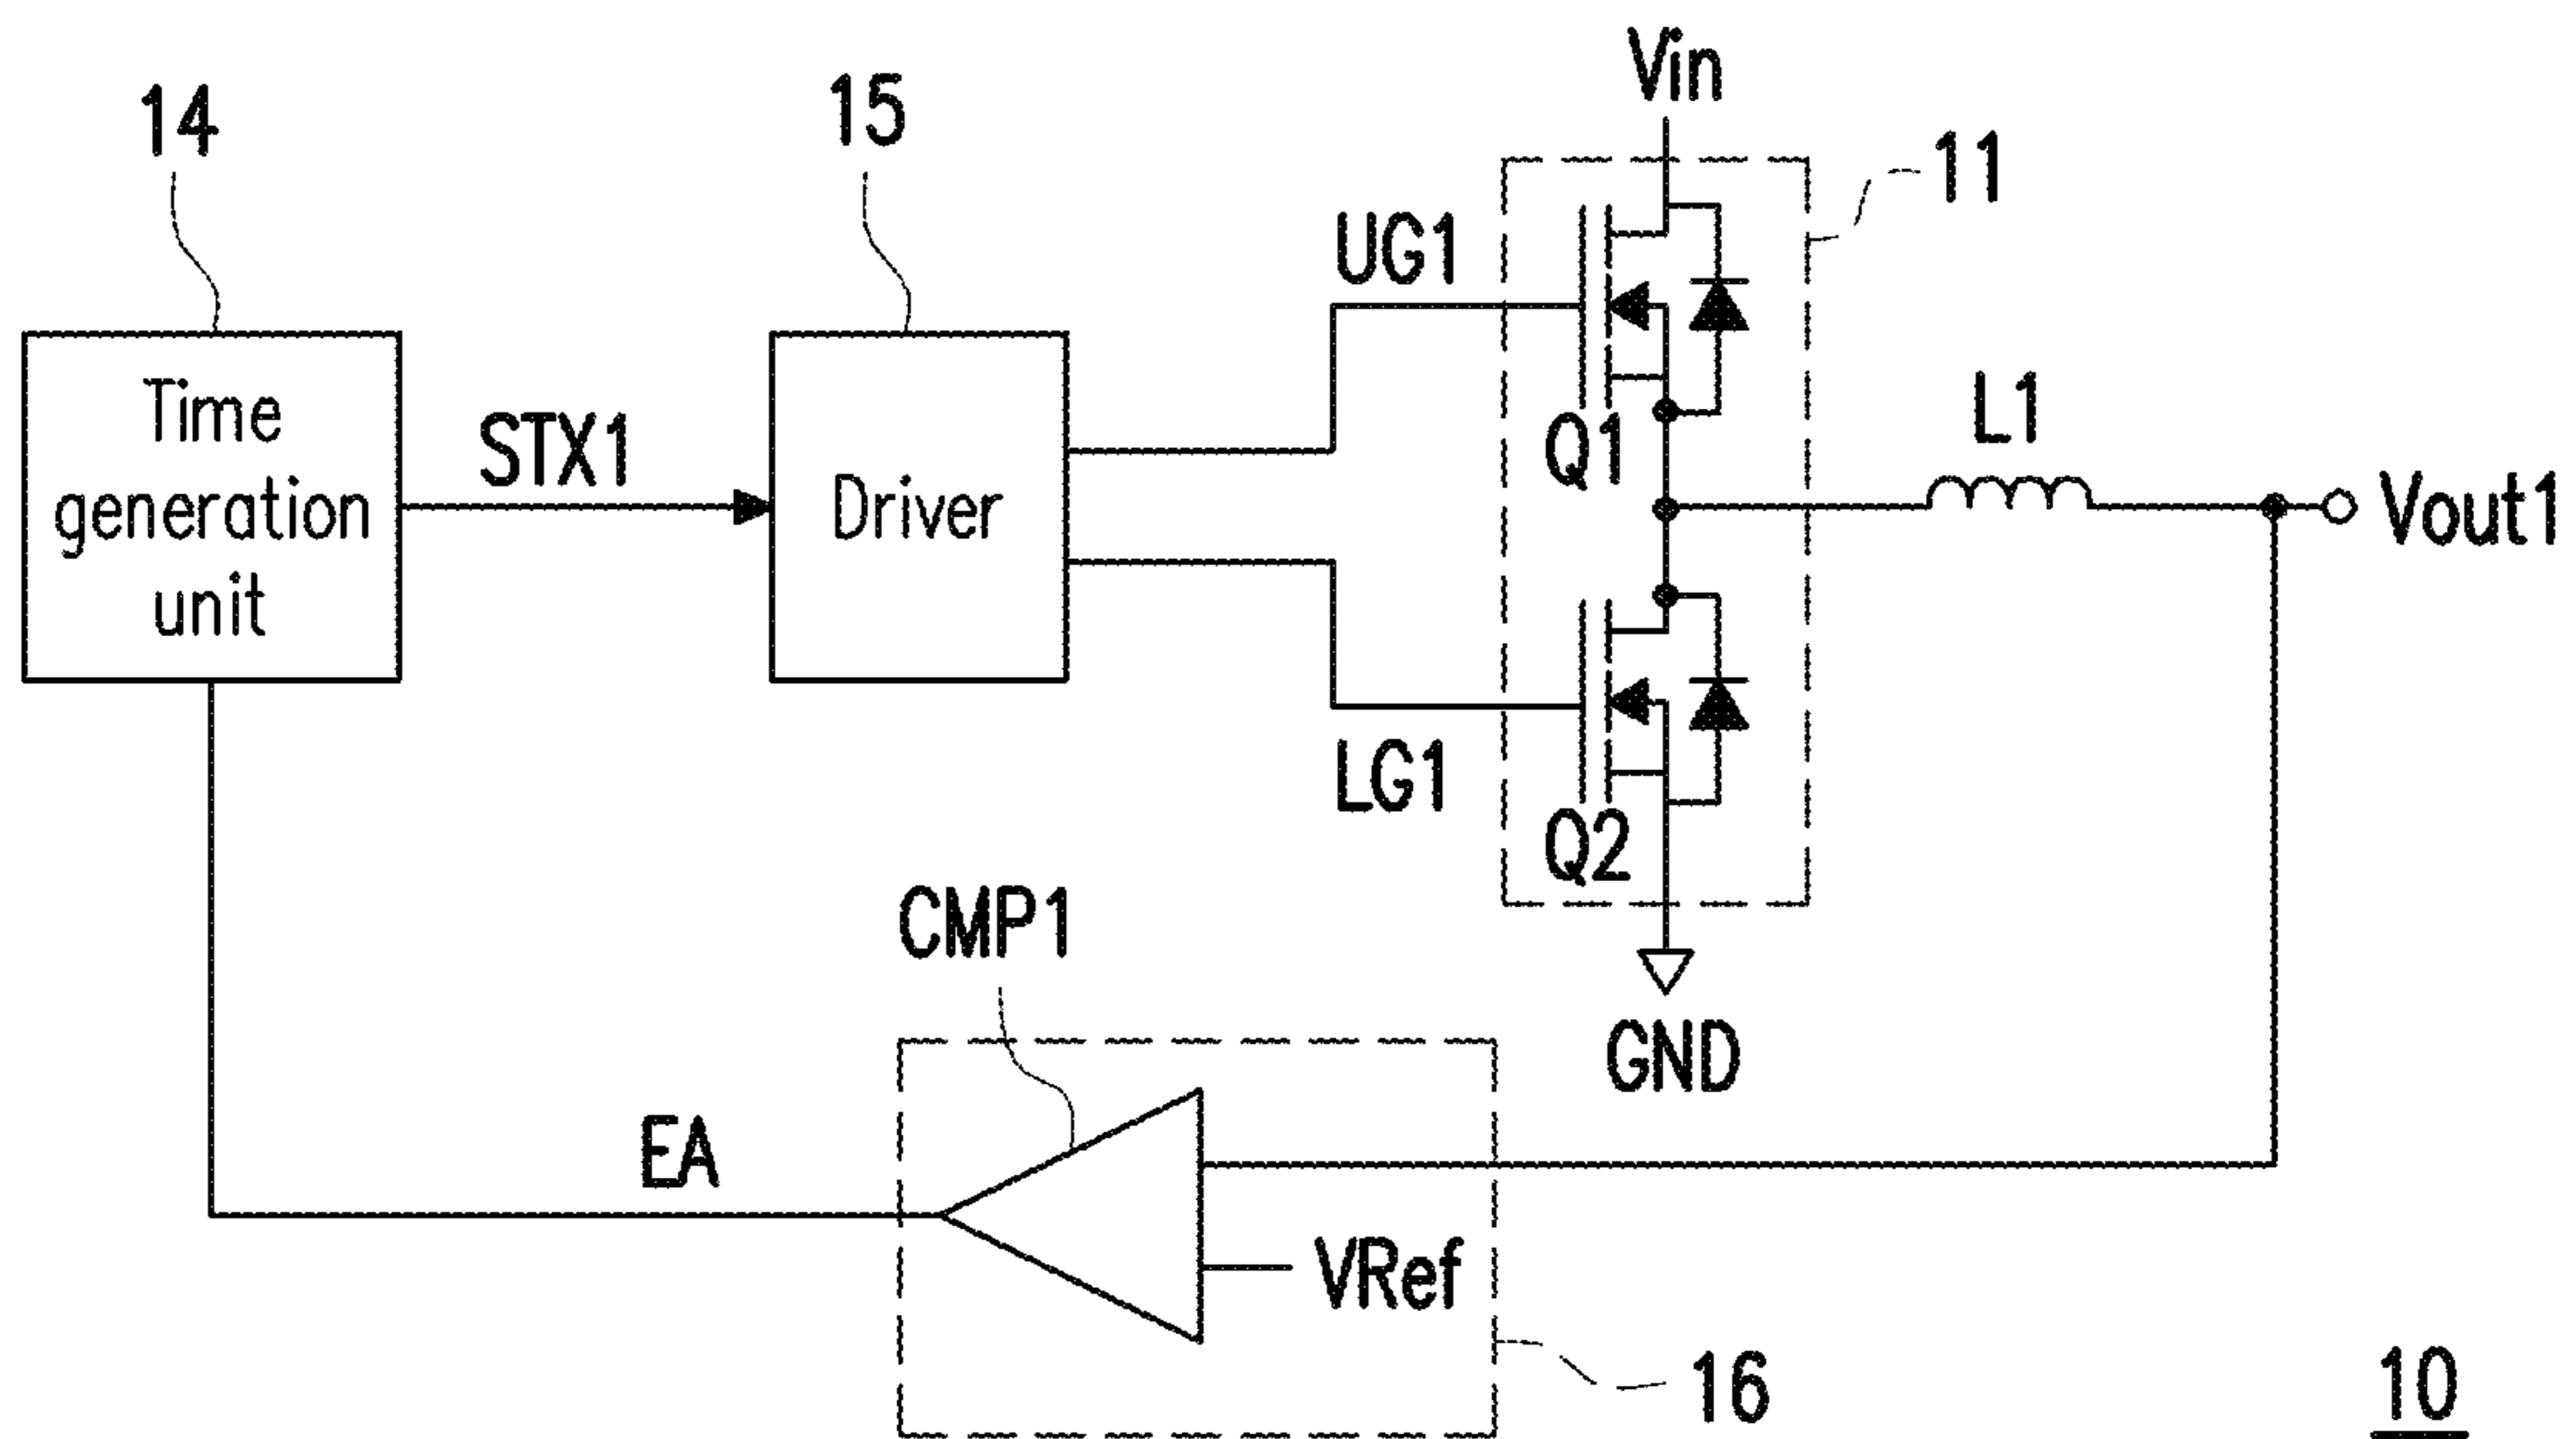 Vin
14
15
11
UG1
Time
generation
unit
STX1
Driver
Q1
L1
Vout1
LG1
Q2
CMP1
GND
EA
VRef
16
10